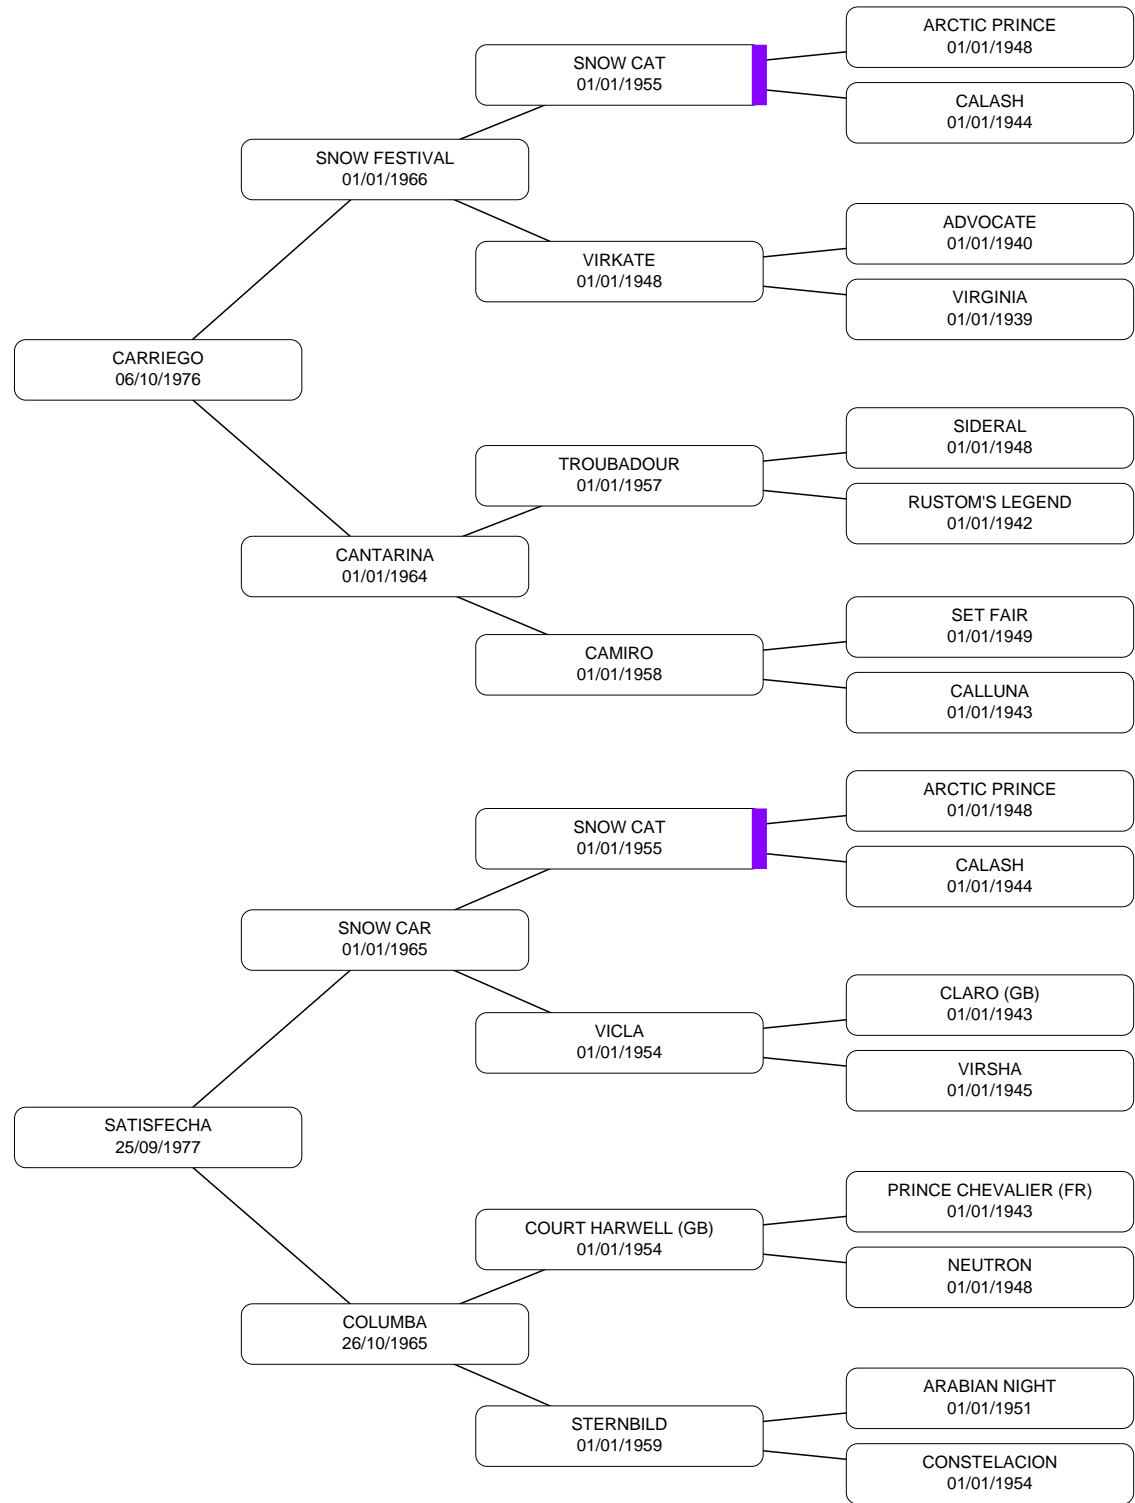 ARCTIC PRINCE
01/01/1948
SNOW CAT
01/01/1955
CALASH
01/01/1944
SNOW FESTIVAL
01/01/1966
ADVOCATE
01/01/1940
VIRKATE
01/01/1948
VIRGINIA
01/01/1939
CARRIEGO
06/10/1976
SIDERAL
01/01/1948
TROUBADOUR
01/01/1957
RUSTOM'S LEGEND
01/01/1942
CANTARINA
01/01/1964
SET FAIR
01/01/1949
CAMIRO
01/01/1958
CALLUNA
01/01/1943
ARCTIC PRINCE
01/01/1948
SNOW CAT
01/01/1955
CALASH
01/01/1944
SNOW CAR
01/01/1965
CLARO (GB)
01/01/1943
VICLA
01/01/1954
VIRSHA
01/01/1945
SATISFECHA
25/09/1977
PRINCE CHEVALIER (FR)
01/01/1943
COURT HARWELL (GB)
01/01/1954
NEUTRON
01/01/1948
COLUMBA
26/10/1965
ARABIAN NIGHT
01/01/1951
STERNBILD
01/01/1959
CONSTELACION
01/01/1954